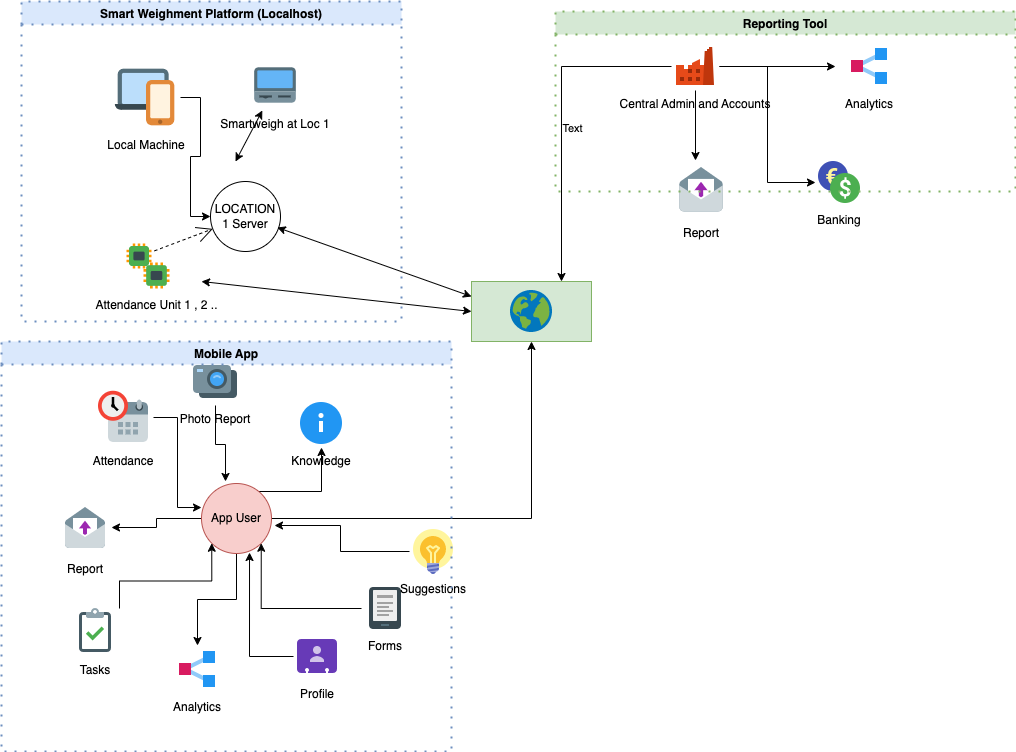 Smart Weighment Platform (Localhost)
Reporting Tool
Local Machine
Smartweigh at Loc 1
LOCATION
1 Server
Attendance Unit 1 , 2 ..
Central Admin and Accounts
Analytics
Text
Report
Banking
Mobile App
Photo Report
Attendance
Knowledge
App User
Report
Suggestions
Tasks
Forms
Profile
Analytics